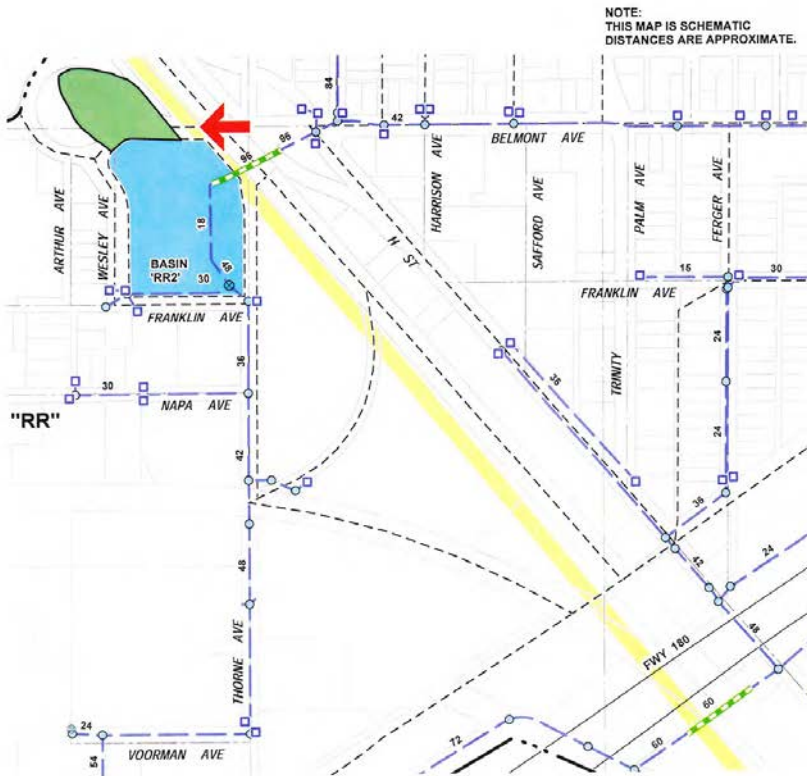 NOTE:
THIS MAP IS SCHEMATIC
DISTANCES ARE APPROXIMATE.
84
42
BELMONT AVE
96
96
ARTHUR AVE
WESLEY AVE
HARRISON AVE
SAFFORD AVE
PALM AVE
FERGER AVE
18
H ST
BASIN
'RR2'
48
30
15
30
FRANKLIN AVE
FRANKLIN AVE
36
36
24
TRINITY
30
NAPA AVE
"RR"
42
24
36
48
42
24
THORNE AVE
48
FWY 180
60
24
72
60
VOORMAN AVE
54